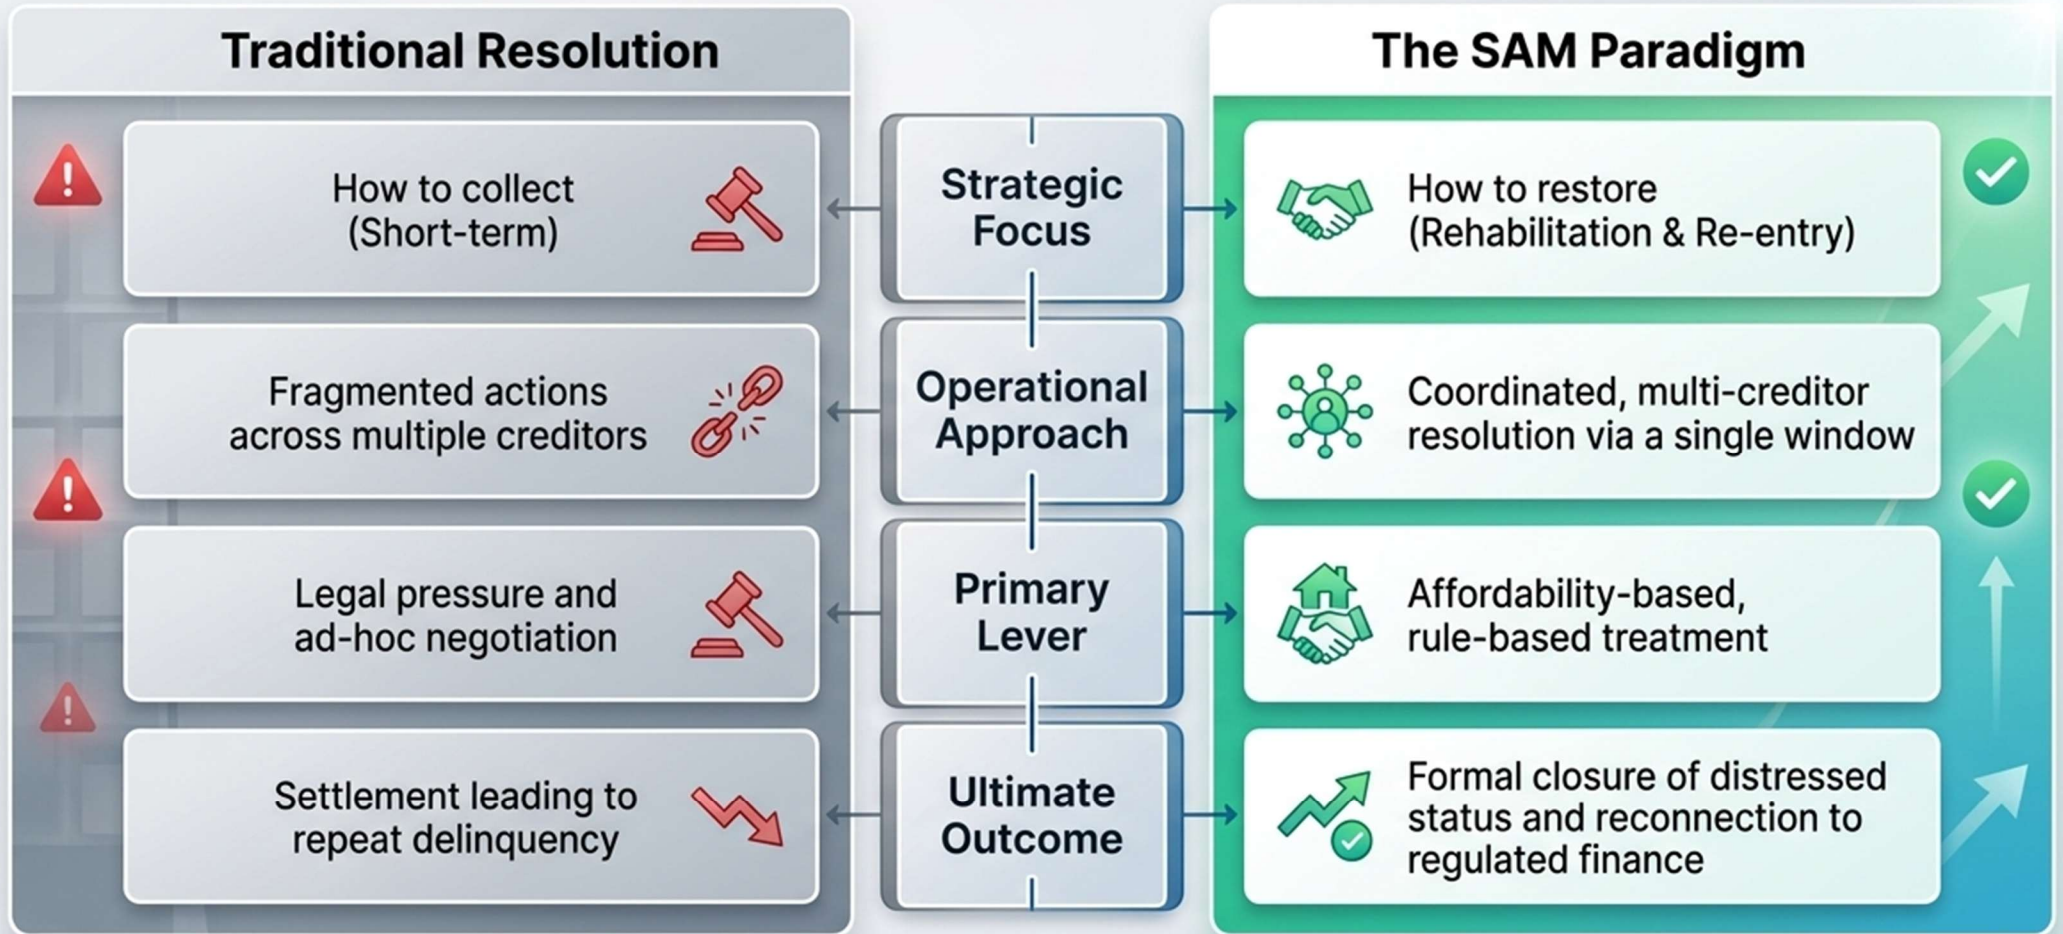 Traditional Resolution
The SAM Paradigm
How to collect
(Short-term)
Strategic
Focus
How to restore
(Rehabilitation & Re-entry)
Fragmented actions
across multiple creditors
Operational
Approach
Coordinated, multi-creditor
resolution via a single window
Legal pressure and
ad-hoc negotiation
Primary
Lever
Affordability-based,
rule-based treatment
Settlement leading to
repeat delinquency
Ultimate
Outcome
Formal closure of distressed
status and reconnection to
regulated finance